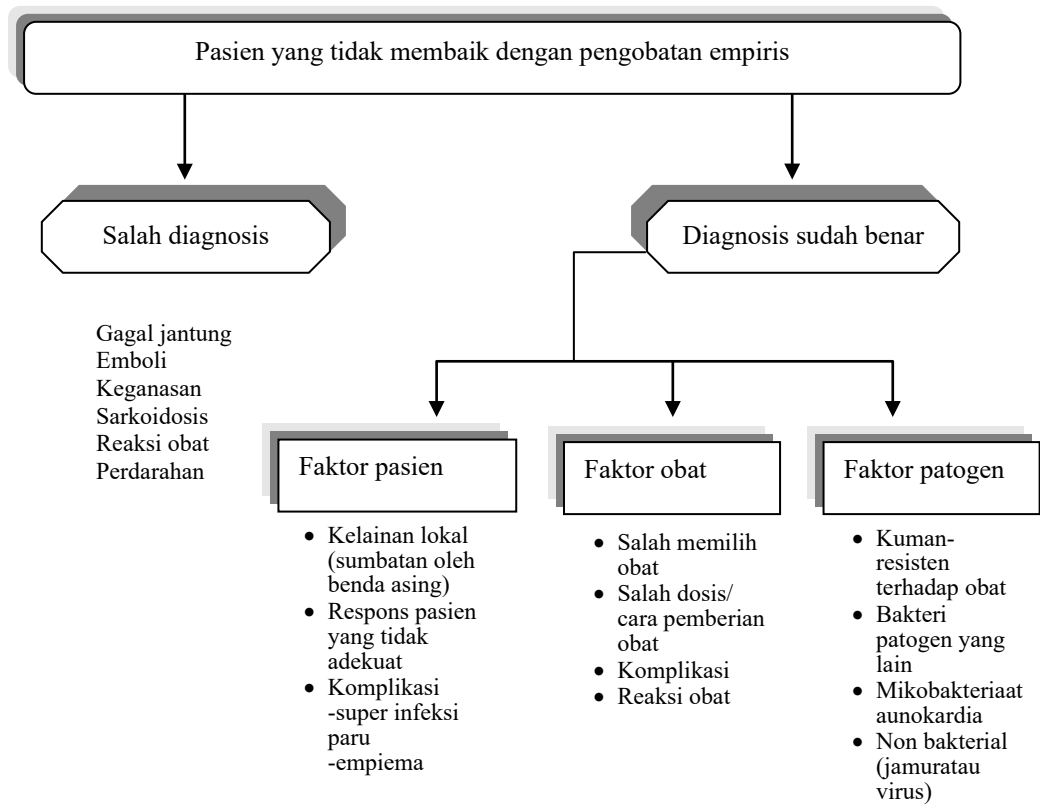 Pasien yang tidak membaik dengan pengobatan empiris
Salah diagnosis
Diagnosis sudah benar
Gagal jantung
Emboli
Keganasan
Sarkoidosis
Reaksi obat
Perdarahan
Faktor pasien
• Kelainan lokal
(sumbatan oleh
benda asing)
• Respons pasien
yang tidak
adekuat
• Komplikasi
-super infeksi
paru
-empiema
Faktor obat
• Salah memilih
obat
• Salah dosis/
cara pemberian
obat
• Komplikasi
• Reaksi obat
Faktor patogen
• Kuman-
resisten
terhadap obat
• Bakteri
patogen yang
lain
• Mikobakteriaat
aunokardia
• Non bakterial
(jamuratau
virus)